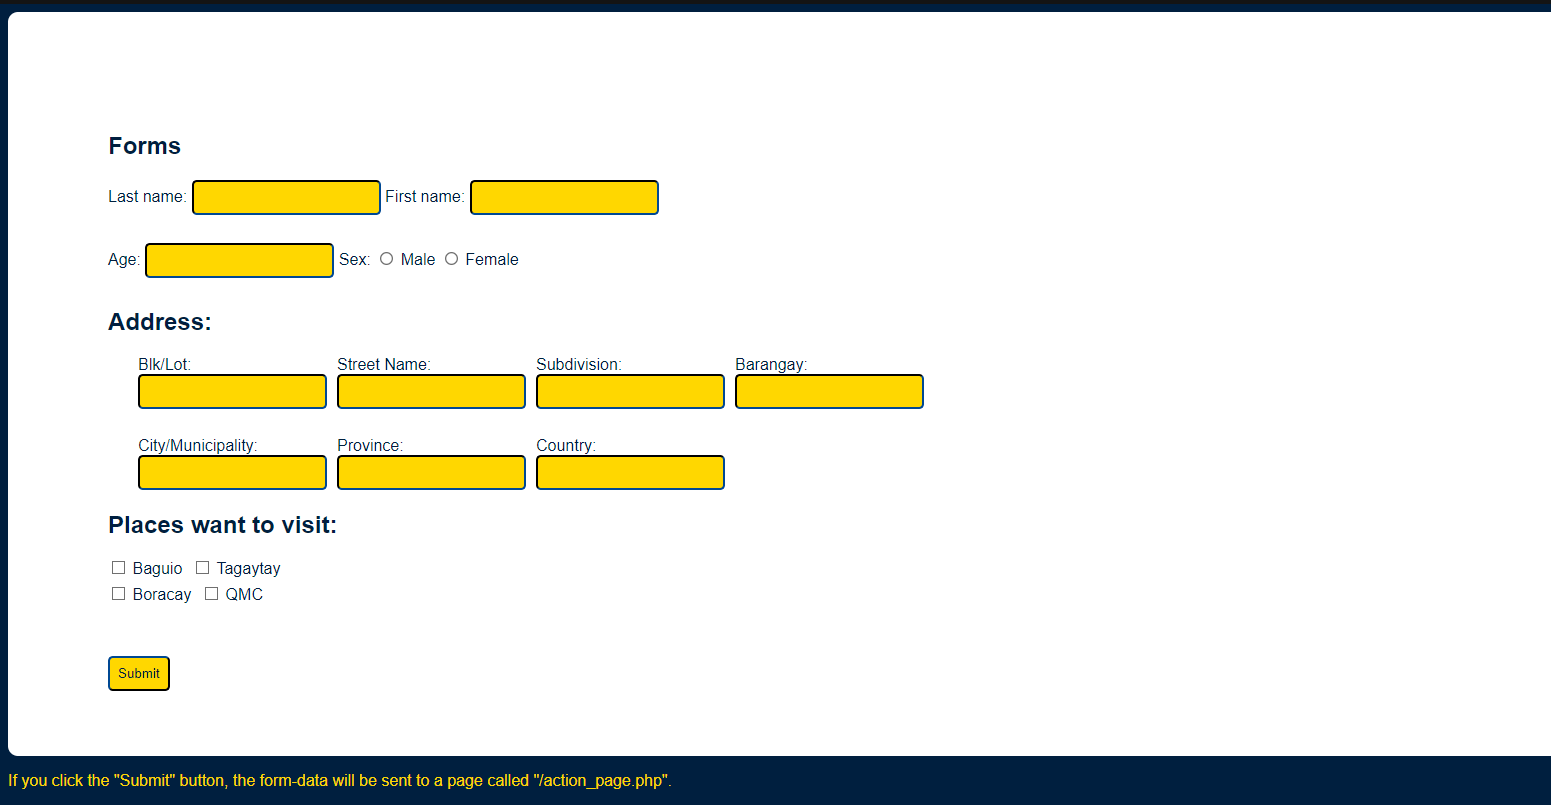 Forms
Last name: First name:
Age: Sex: Male Female
Address:
Blk/Lot: Street Name: Subdivision: Barangay:
City/Municipality: Province: Country:
Places want to visit:
Baguio Tagaytay
Boracay QMC
Submit
If you click the "Submit" button, the form-data will be sent to a page called "/action_page.php".